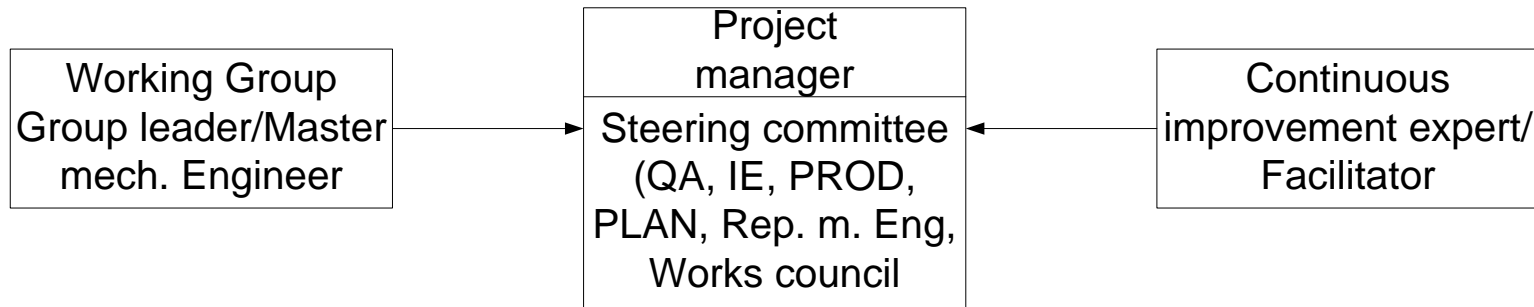 Working Group
Group leader/Master
mech. Engineer
Project
manager
Steering committee
(QA, IE, PROD,
PLAN, Rep. m. Eng,
Works council
Continuous
improvement expert/
Facilitator